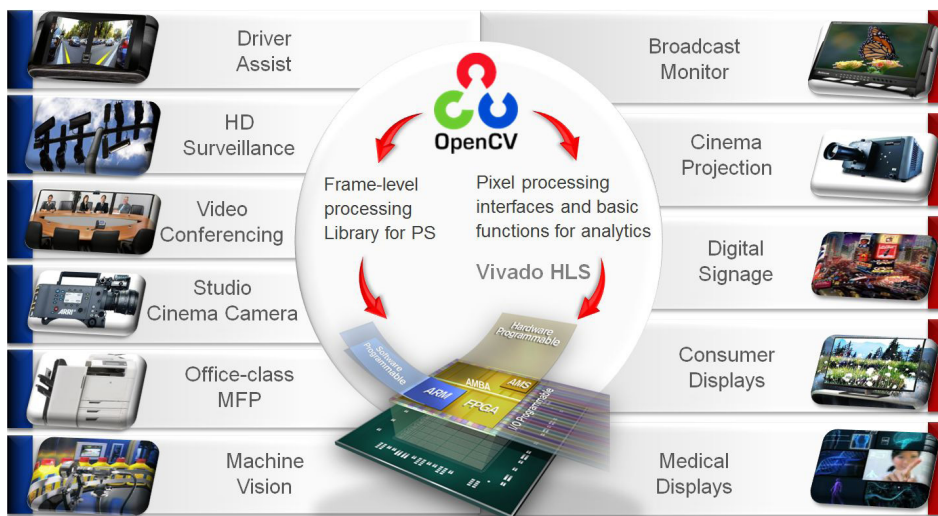 Driver
Assist
HD
Surveillance
Video
Conferencing
Studio
Cinema Camera
Office-class
MFP
Machine
Vision
OpenCV
Frame-level
processing
Library for PS
Pixel processing
interfaces and basic
functions for analytics
Vivado HLS
Software
Programmable
Hardware
Programmable
ARM
AMBA
AMS
FPGA
I/O Programmable
Broadcast
Monitor
Cinema
Projection
Digital
Signage
Consumer
Displays
Medical
Displays
ARRI